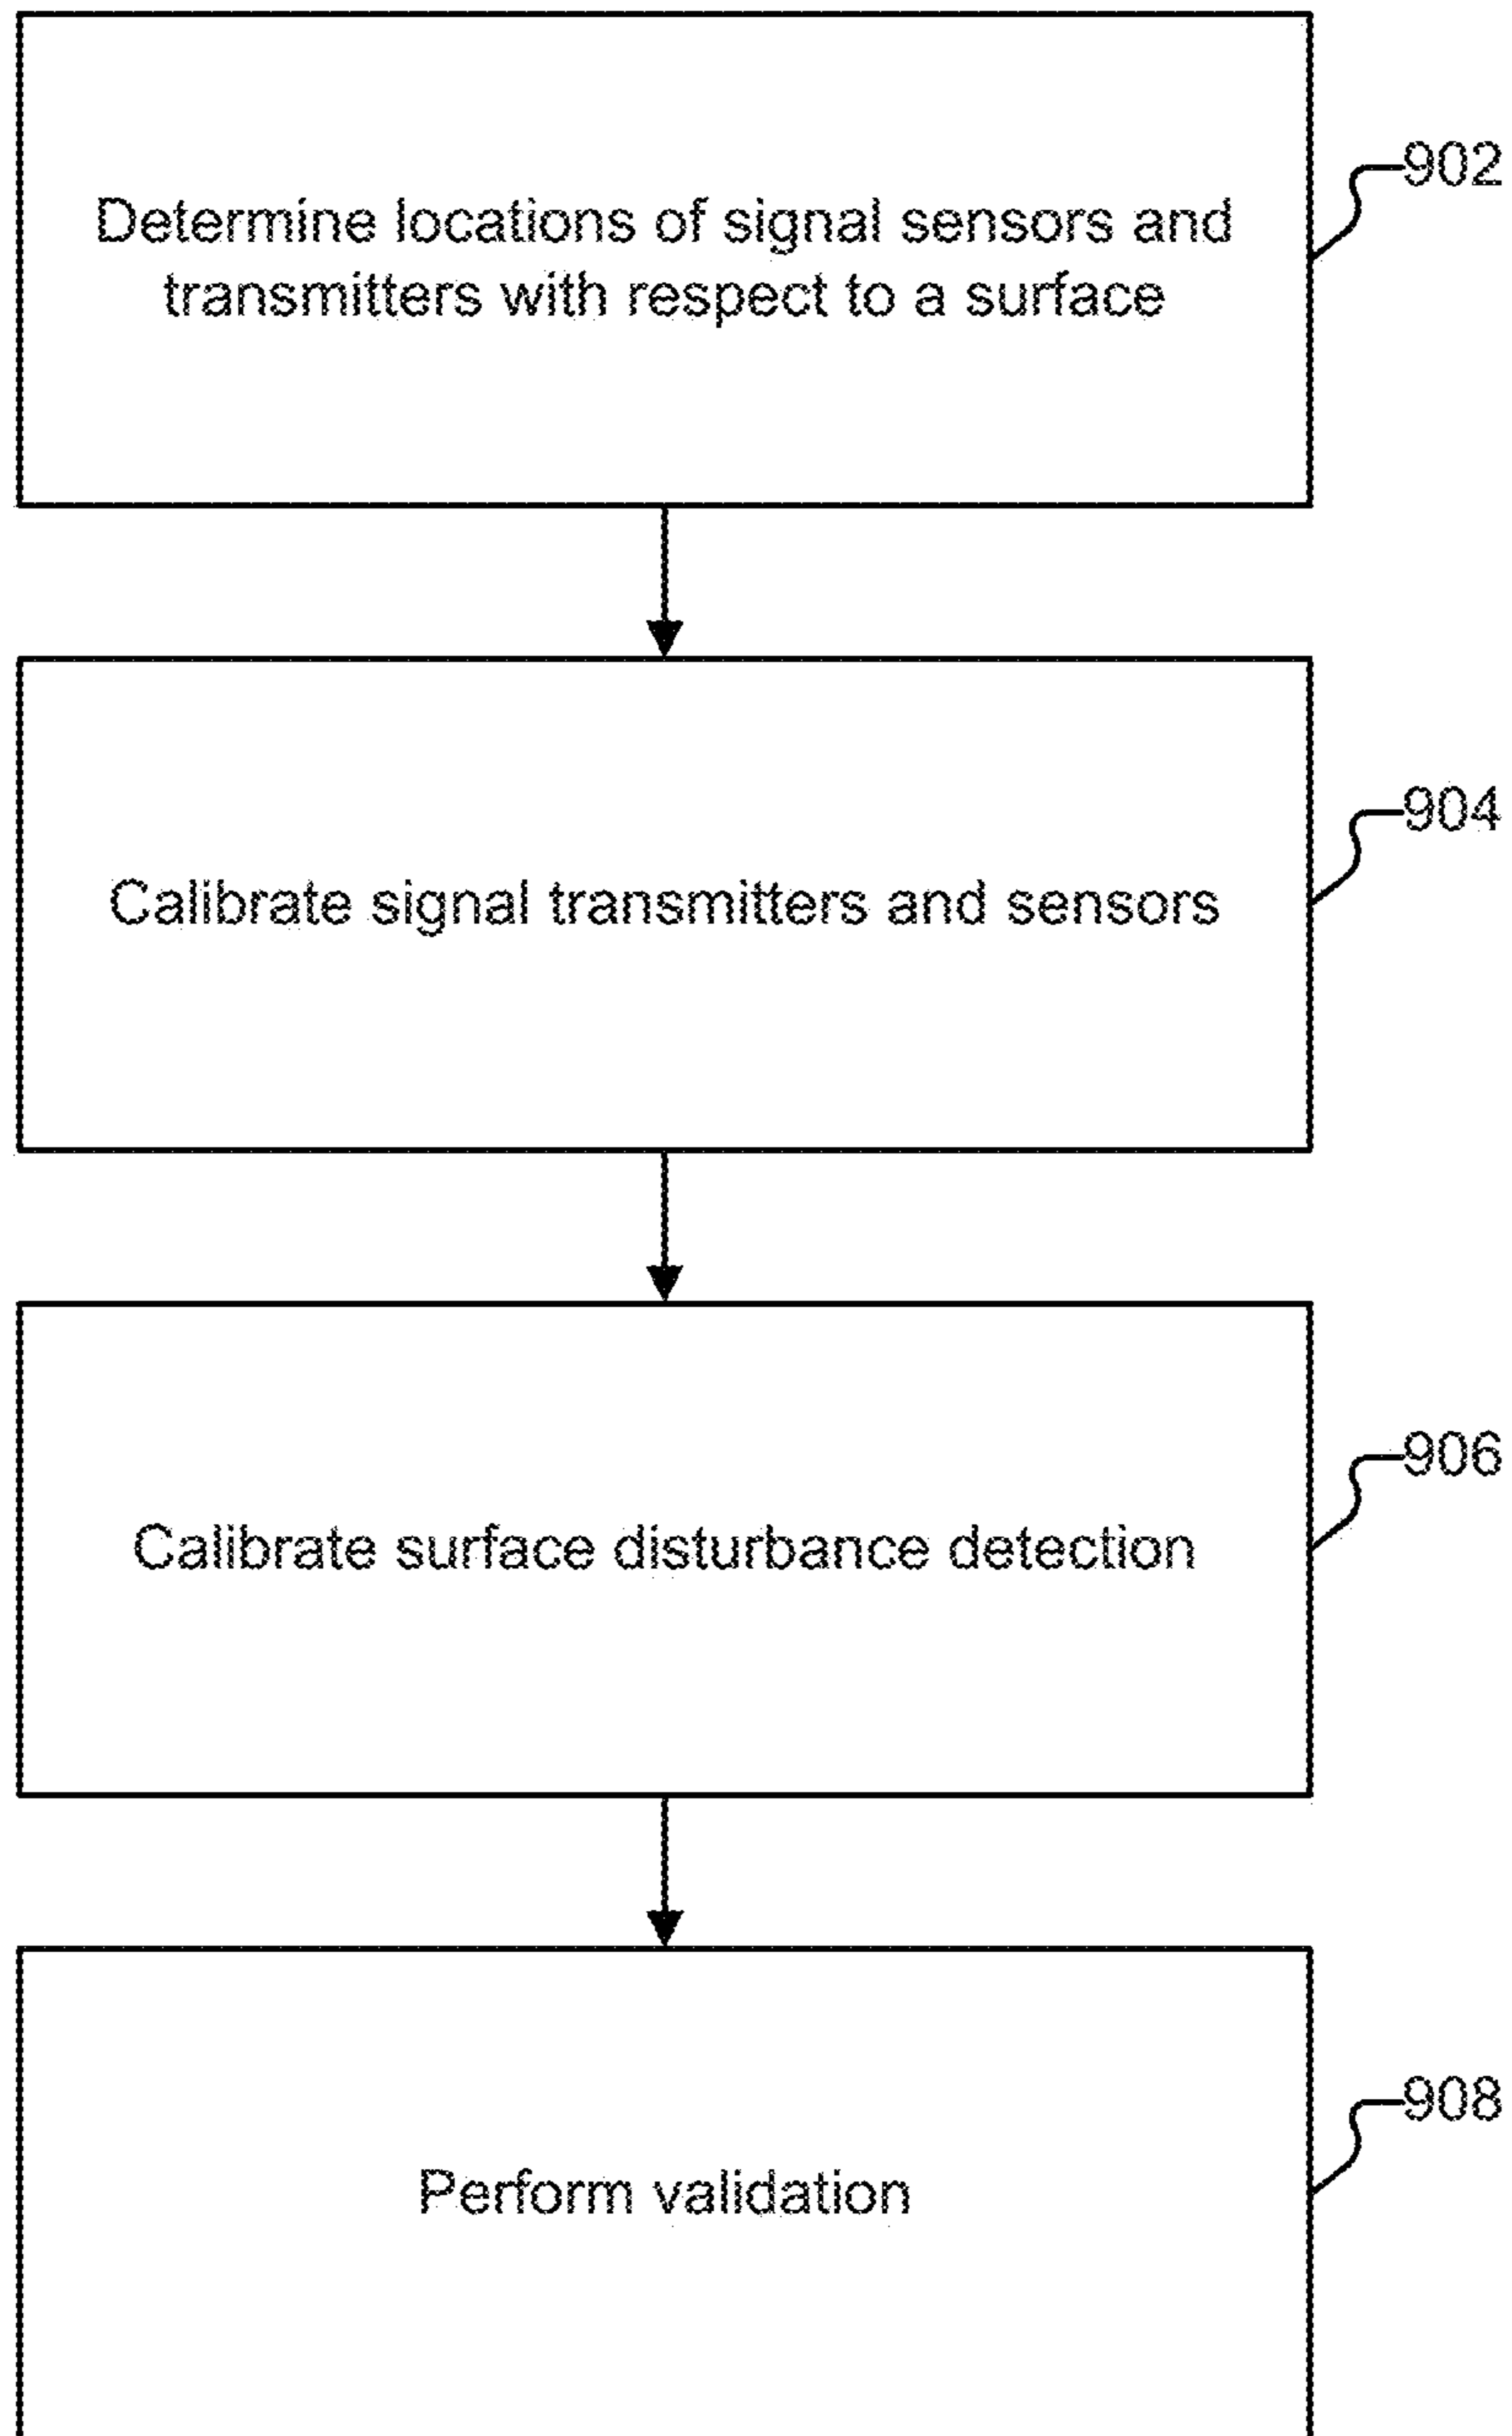 Determine locations of signal sensors and
transmitters with respect to a surface
902
Calibrate signal transmitters and sensors
904
Calibrate surface disturbance detection
906
Perform validation
908